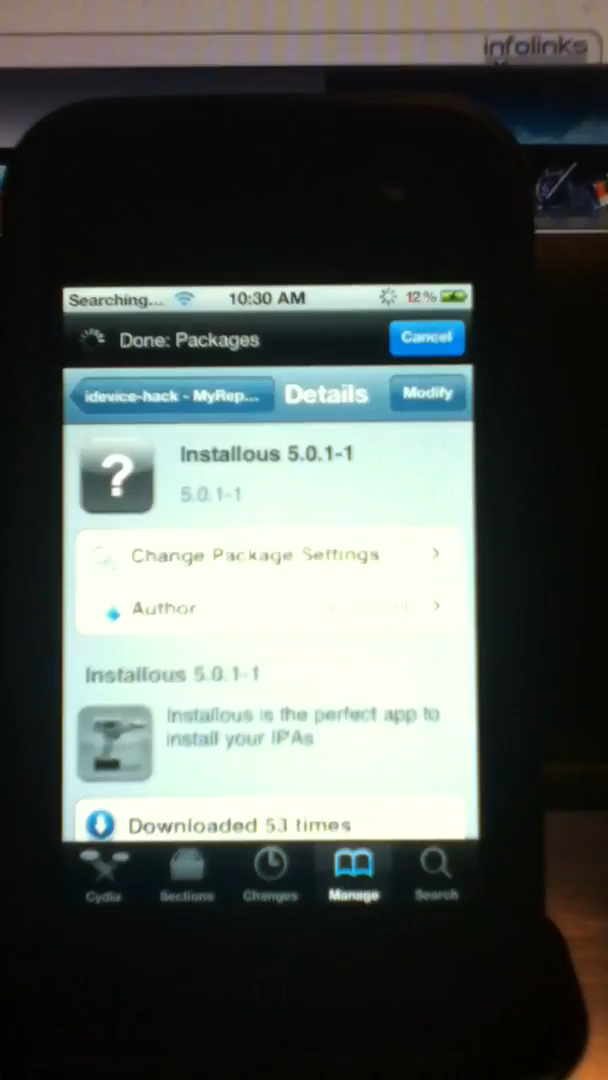 infolinks
Searching... 10:30 AM 12%
Done: Packages Cancel
idevice-hack - MyRep... Details Modify
Installous 5.0.1-1
5.0.1-1
Change Package Settings
Author
Installous 5.0.1-1
Installous is the perfect app to
install your IPAs
Downloaded 53 times
Cydia Sections Changes Manage Search